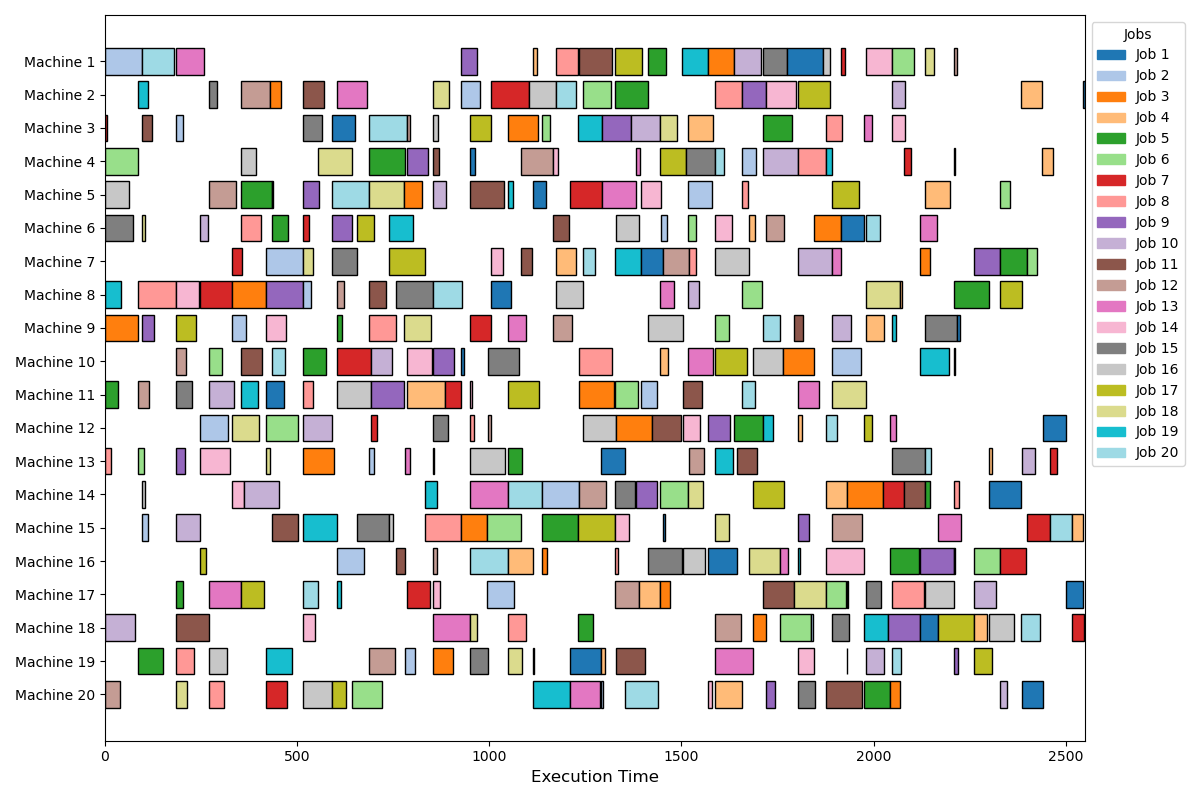 Machine 1
Machine 2
Machine 3
Machine 4
Machine 5
Machine 6
Machine 7
Machine 8
Machine 9
Machine 10
Machine 11
Machine 12
Machine 13
Machine 14
Machine 15
Machine 16
Machine 17
Machine 18
Machine 19
Machine 20
0 500 1000 1500 2000 2500
Execution Time
Jobs
Job 1
Job 2
Job 3
Job 4
Job 5
Job 6
Job 7
Job 8
Job 9
Job 10
Job 11
Job 12
Job 13
Job 14
Job 15
Job 16
Job 17
Job 18
Job 19
Job 20